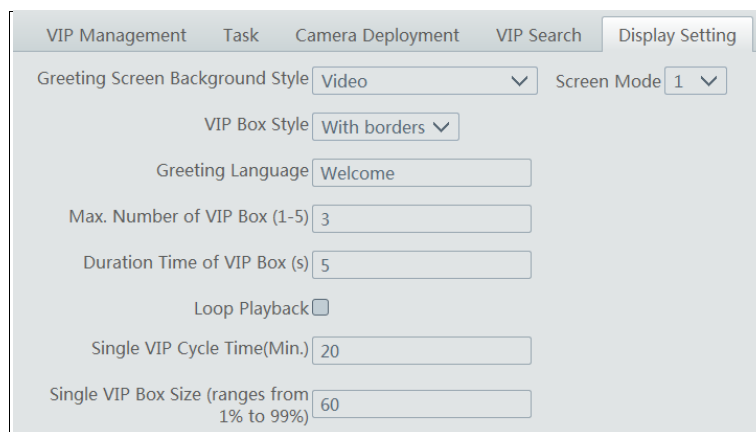 VIP Management Task Camera Deployment VIP Search Display Setting
Greeting Screen Background Style Video Screen Mode 1
VIP Box Style With borders
Greeting Language Welcome
Max. Number of VIP Box (1-5) 3
Duration Time of VIP Box (s) 5
Loop Playback
Single VIP Cycle Time(Min.) 20
Single VIP Box Size (ranges from
1% to 99%) 60